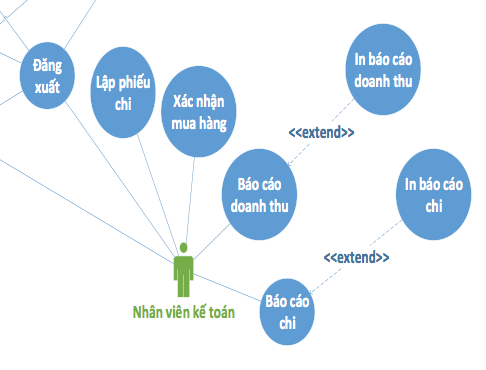 Đăng
xuất
Lập phiếu
chi
Xác nhận
mua hàng
In báo cáo
doanh thu
<<extend>>
Báo cáo
doanh thu
In báo cáo
chi
<<extend>>
Báo cáo
chi
Nhân viên kế toán